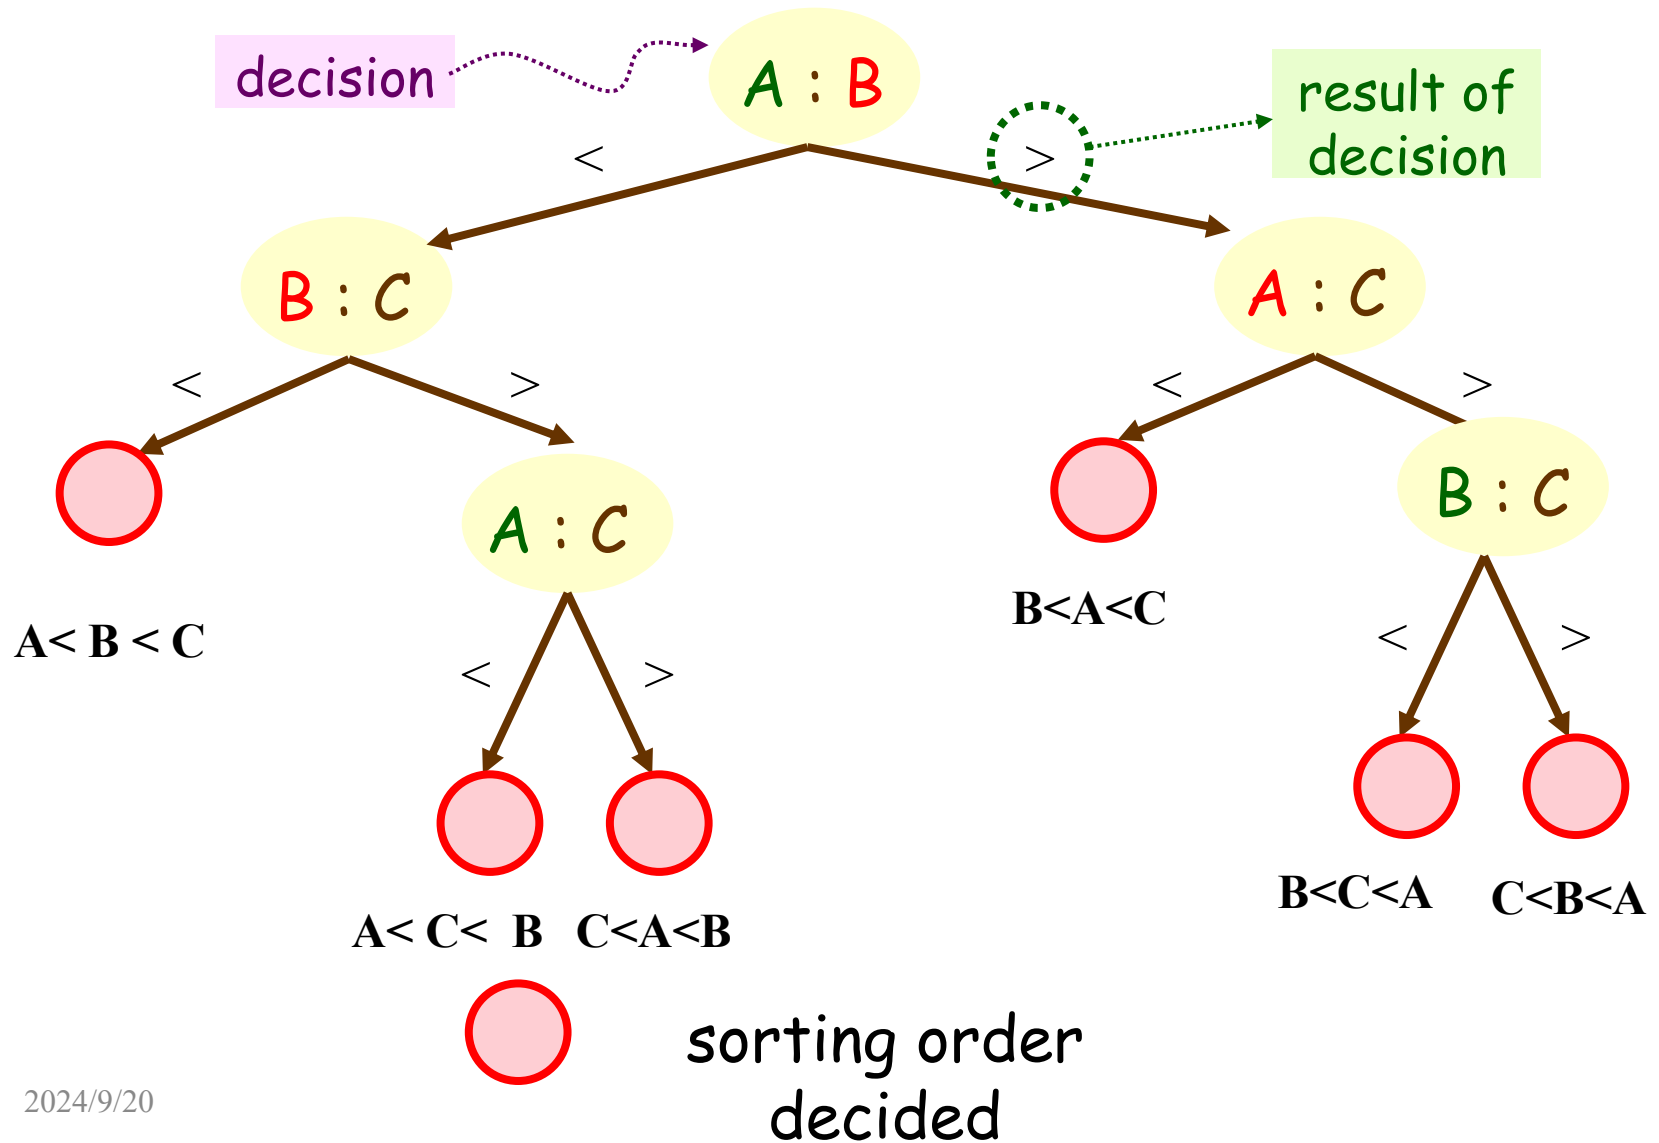 decision
A : B
result of
decision
<
>
B : C
A : C
<
>
<
>
A : C
B : C
B<A<C
A< B < C
<
>
<
>
B<C<A
C<B<A
A< C< B
C<A<B
sorting order
decided
2024/9/20